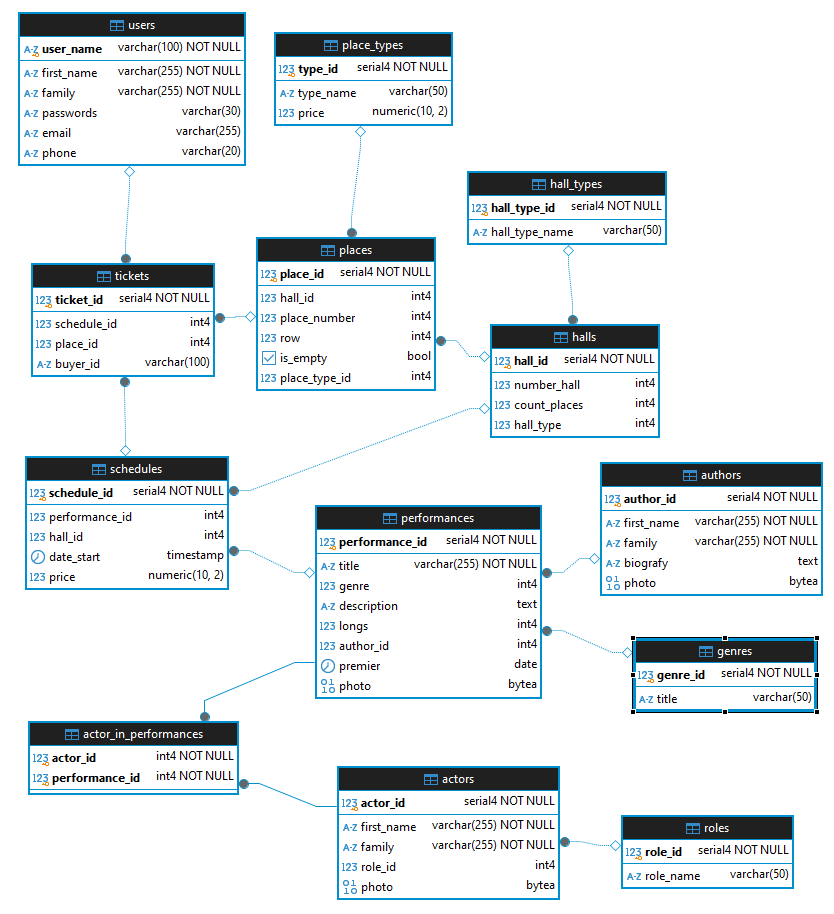 users
user_name varchar(100) NOT NULL
first_name varchar(255) NOT NULL
family varchar(255) NOT NULL
passwords varchar(30)
email varchar(255)
phone varchar(20)
place_types
type_id serial4 NOT NULL
type_name varchar(50)
price numeric(10, 2)
hall_types
hall_type_id serial4 NOT NULL
hall_type_name varchar(50)
tickets
ticket_id serial4 NOT NULL
schedule_id int4
place_id int4
buyer_id varchar(100)
places
place_id serial4 NOT NULL
hall_id int4
place_number int4
row int4
is_empty bool
place_type_id int4
halls
hall_id serial4 NOT NULL
number_hall int4
count_places int4
hall_type int4
schedules
schedule_id serial4 NOT NULL
performance_id int4
hall_id int4
date_start timestamp
price numeric(10, 2)
performances
performance_id serial4 NOT NULL
title varchar(255) NOT NULL
genre int4
description text
longs int4
author_id int4
premier date
photo bytea
authors
author_id serial4 NOT NULL
first_name varchar(255) NOT NULL
family varchar(255) NOT NULL
biografy text
photo bytea
genres
genre_id serial4 NOT NULL
title varchar(50)
actor_in_performances
actor_id int4 NOT NULL
performance_id int4 NOT NULL
actors
actor_id serial4 NOT NULL
first_name varchar(255) NOT NULL
family varchar(255) NOT NULL
role_id int4
photo bytea
roles
role_id serial4 NOT NULL
role_name varchar(50)